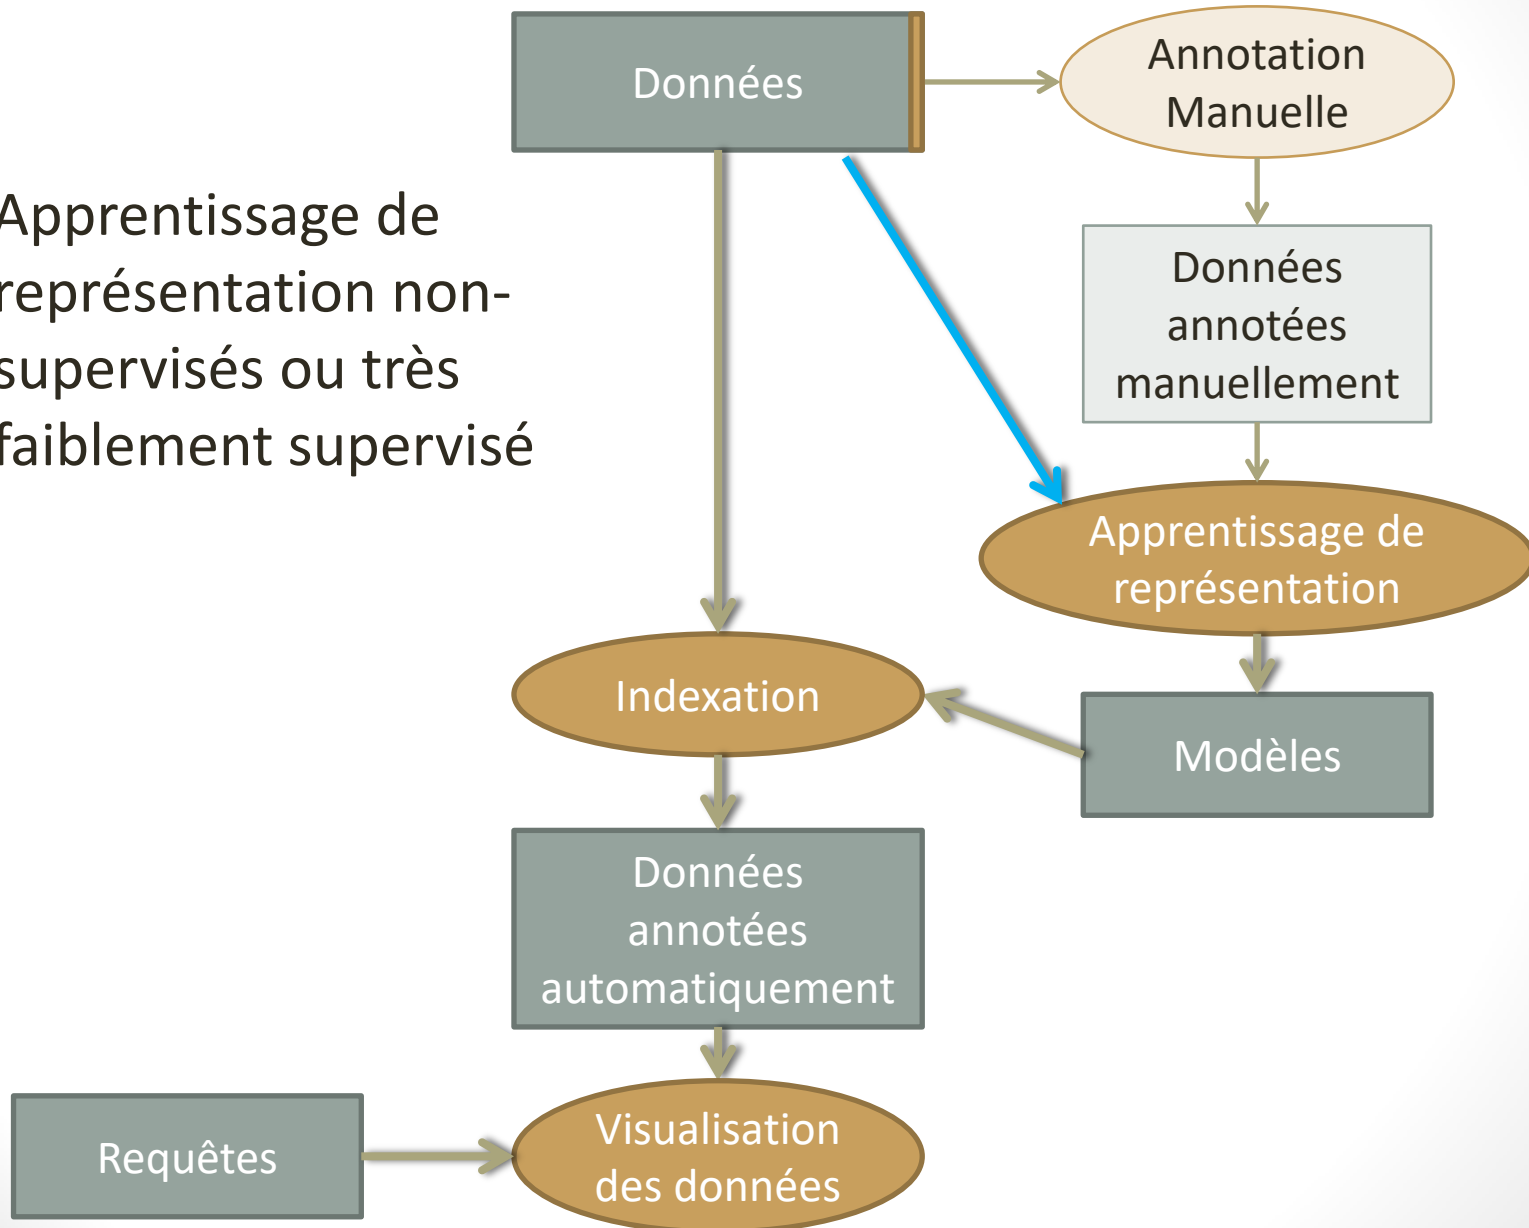 Données
Annotation
Manuelle
Apprentissage de
représentation non-
supervisés ou très
faiblement supervisé
Données
annotées
manuellement
Apprentissage de
représentation
Indexation
Modèles
Données
annotées
automatiquement
Requêtes
Visualisation
des données